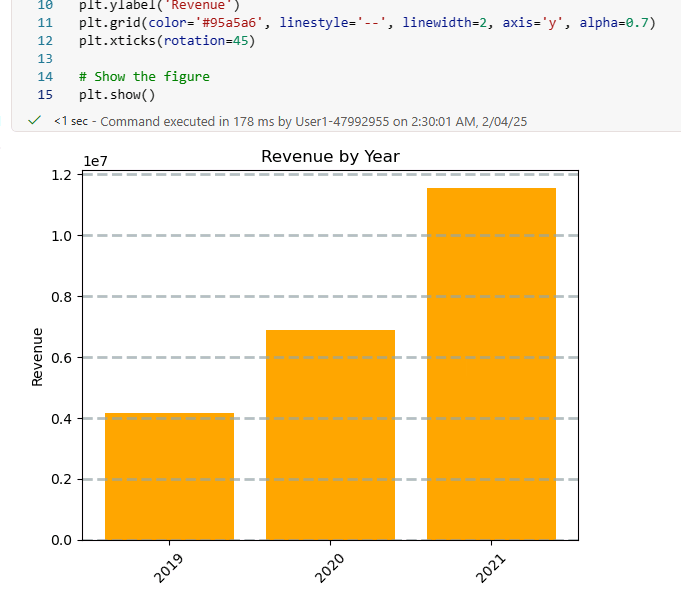 10 plt.ylabel('Revenue')
11 plt.grid(color='#95a5a6', linestyle='--', linewidth=2, axis='y', alpha=0.7)
12 plt.xticks(rotation=45)
13
14 # Show the figure
15 plt.show()
<1 sec - Command executed in 178 ms by User1-47992955 on 2:30:01 AM, 2/04/25
1e7
Revenue by Year
1.2
1.0
0.8
0.6
0.4
0.2
0.0
Revenue
2019
2020
2021